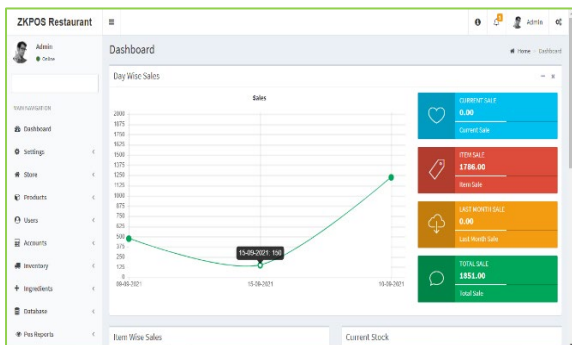 ZKPOS Restaurant
Admin
Admin
Online
Dashboard
Home
Dashboard
MAIN NAVIGATION
Dashboard
Settings
Store
Products
Users
Accounts
Inventory
Ingredients
Database
Pos Reports
Day Wise Sales
Sales
2000
1875
1750
1625
1500
1375
1250
1125
1000
875
750
625
500
375
250
125
0
15-09-2021: 150
09-09-2021
15-09-2021
10-09-2021
CURRENT SALE
0.00
Current Sale
ITEM SALE
1786.00
Item Sale
LAST MONTH SALE
0.00
Last Month Sale
TOTAL SALE
1851.00
Total Sale
Item Wise Sales
Current Stock